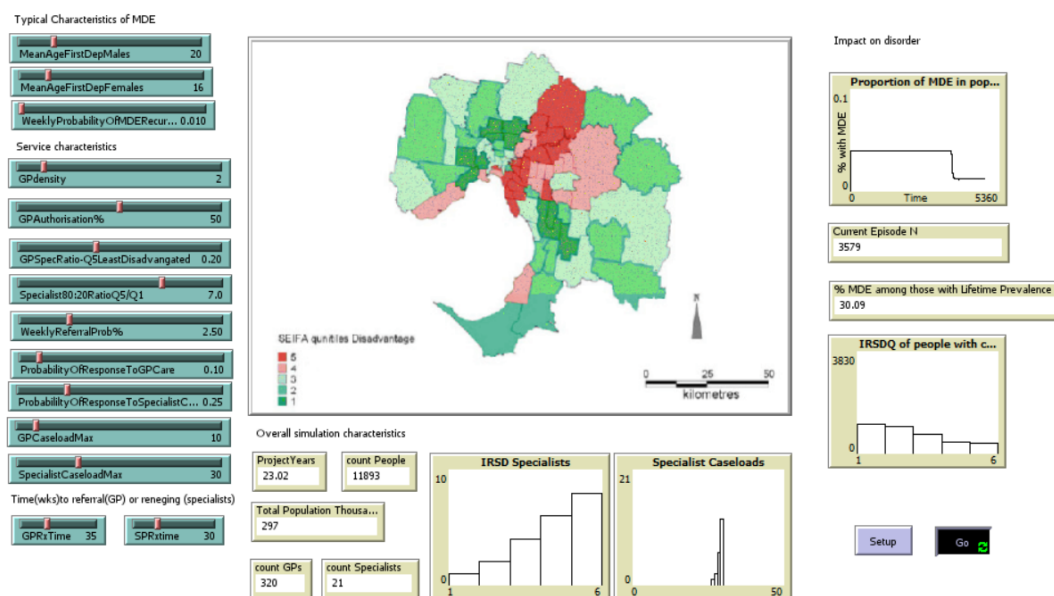 Typical Characteristics of MDE
MeanAgeFirstDepMales 20
MeanAgeFirstDepFemales 16
WeeklyProbabilityOfMDERecur... 0.010
Service characteristics
GPdensity 2
GPAuthorisation% 50
GPSpecRatio-Q5LeastDisadvangated 0.20
Specialist80:20RatioQ5/Q1 7.0
WeeklyReferralProb% 2.50
ProbabilityOfResponseToGPCare 0.10
ProbabililtyOfResponseToSpecialistC... 0.25
GPCaseloadMax 10
SpecialistCaseloadMax 30
Time(wks)to referral(GP) or reneging (specialists)
GPRxTime 35
SPRxtime 30
SEIFA qunitiles Disadvantage
5
4
3
2
1
N
0 25 50
kilometres
Overall simulation characteristics
ProjectYears
23.02
count People
11893
Total Population Thousa...
297
count GPs
320
count Specialists
21
IRSD Specialists
10
0
1 6
Specialist Caseloads
21
0
0 50
Impact on disorder
Proportion of MDE in pop...
0.1
% with MDE
0
0 Time 5360
Current Episode N
3579
% MDE among those with Lifetime Prevalence
30.09
IRSDQ of people with c...
3830
0
1 6
Setup
Go